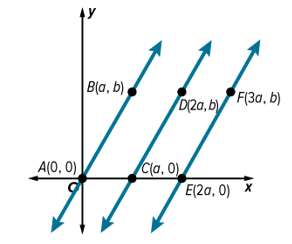 y
B(a, b)
D(2a, b)
F(3a, b)
A(0, 0)
C(a, 0)
O
E(2a, 0)
x